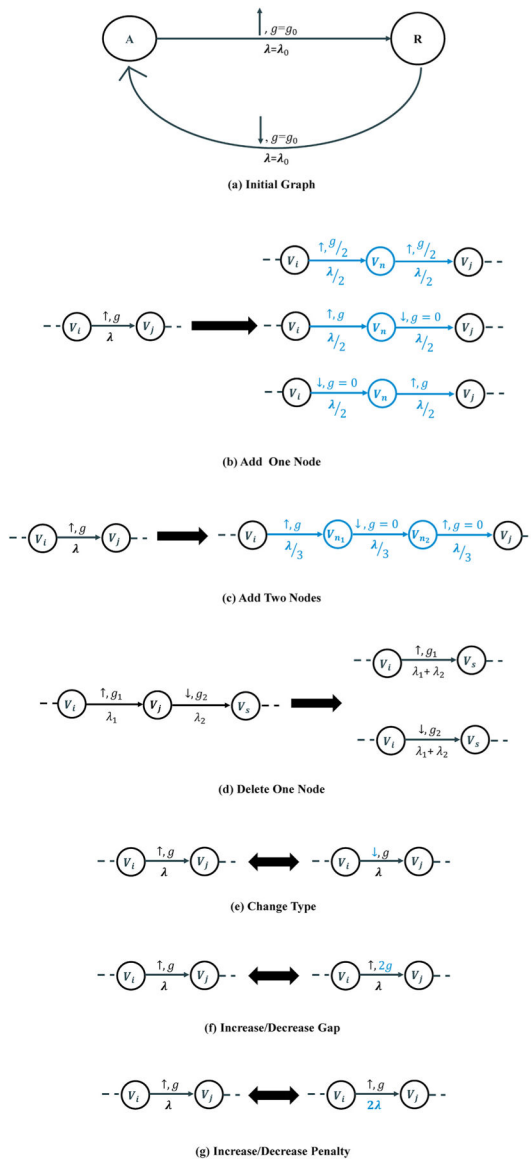 A
↑, g=g₀
λ=λ₀
R
↓, g=g₀
λ=λ₀
(a) Initial Graph
Vᵢ ↑, g/2 λ/2 Vₙ ↑, g/2 λ/2 Vⱼ
Vᵢ ↑, g λ Vⱼ
Vᵢ ↑, g λ/2 Vₙ ↓, g = 0 λ/2 Vⱼ
Vᵢ ↓, g = 0 λ/2 Vₙ ↑, g λ/2 Vⱼ
(b) Add One Node
Vᵢ ↑, g λ Vⱼ
Vᵢ ↑, g λ/3 Vₙ₁ ↓, g = 0 λ/3 Vₙ₂ ↑, g = 0 λ/3 Vⱼ
(c) Add Two Nodes
Vᵢ ↑, g₁ λ₁ Vⱼ ↓, g₂ λ₂ Vₛ
Vᵢ ↑, g₁ λ₁+ λ₂ Vₛ
Vᵢ ↓, g₂ λ₁+ λ₂ Vₛ
(d) Delete One Node
Vᵢ ↑, g λ Vⱼ
Vᵢ ↓, g λ Vⱼ
(e) Change Type
Vᵢ ↑, g λ Vⱼ
Vᵢ ↑, 2g λ Vⱼ
(f) Increase/Decrease Gap
Vᵢ ↑, g λ Vⱼ
Vᵢ ↑, g 2λ Vⱼ
(g) Increase/Decrease Penalty